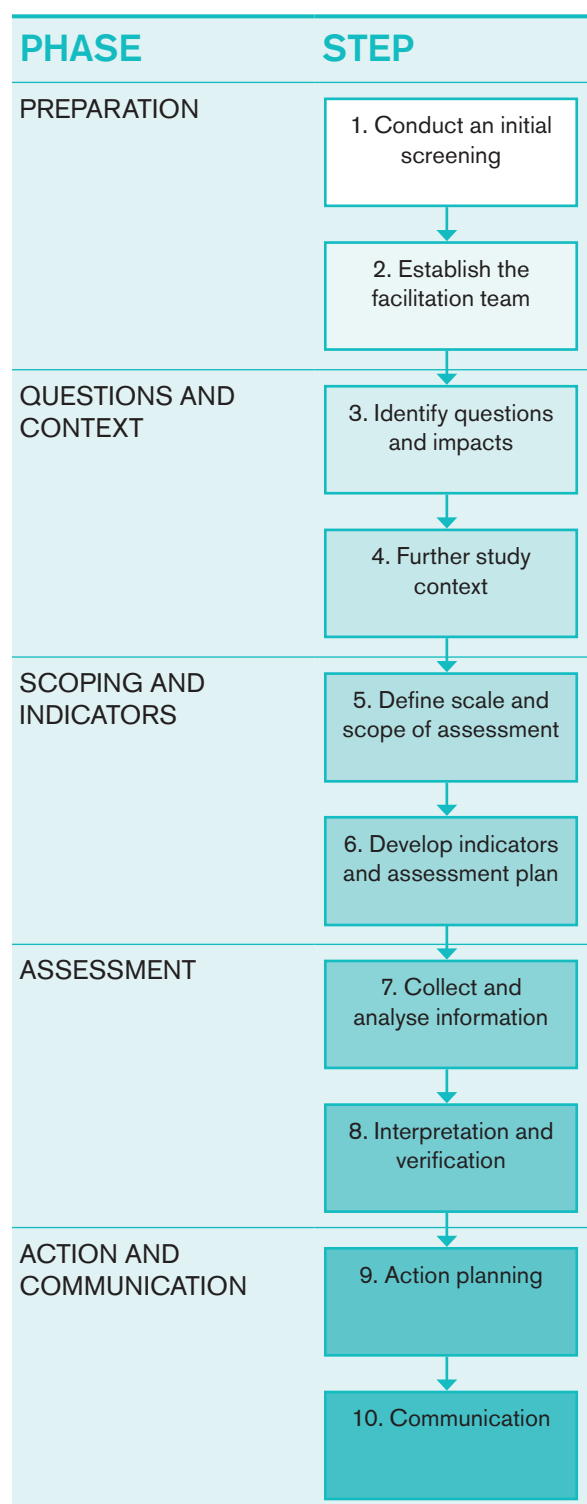 PHASE STEP
PREPARATION
1. Conduct an initial
screening
2. Establish the
facilitation team
QUESTIONS AND
CONTEXT
3. Identify questions
and impacts
4. Further study
context
SCOPING AND
INDICATORS
5. Define scale and
scope of assessment
6. Develop indicators
and assessment plan
ASSESSMENT
7. Collect and
analyse information
8. Interpretation and
verification
ACTION AND
COMMUNICATION
9. Action planning
10. Communication